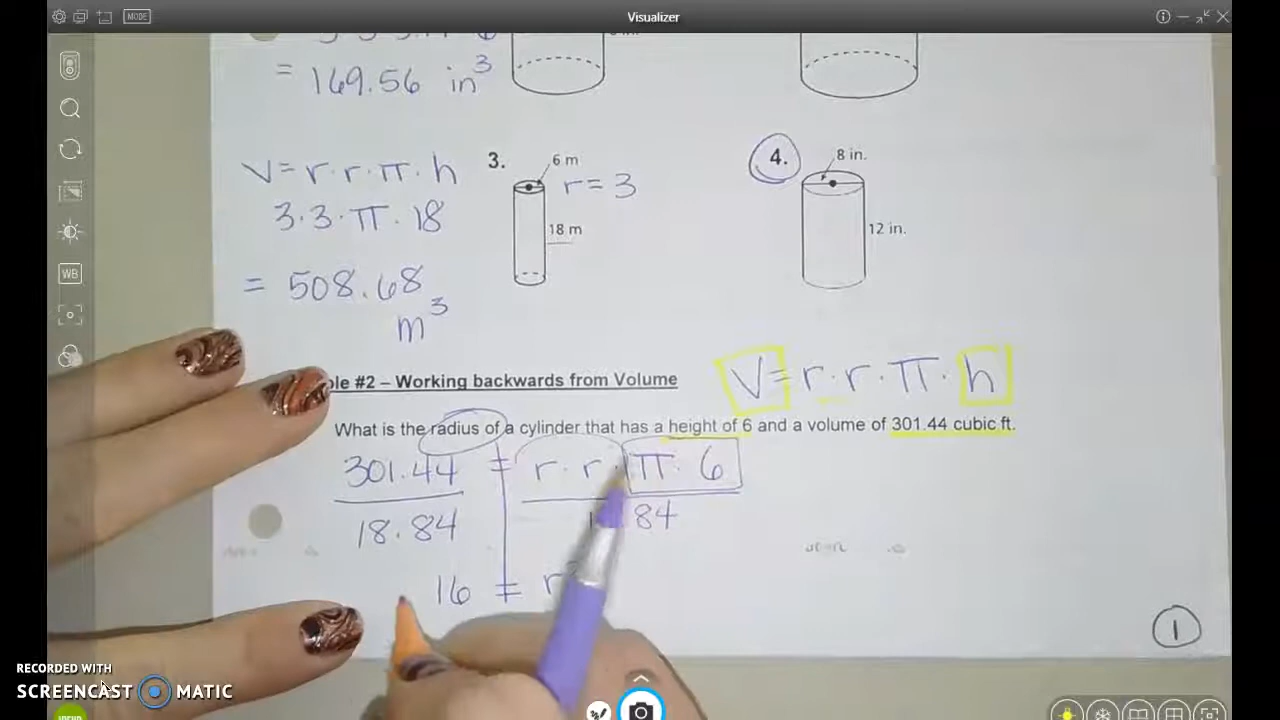 MODE
Visualizer
= 169.56 in³
V = r · r · π · h
3 · 3 · π · 18
= 508.68
m³
3.
6 m
r = 3
18 m
4.
8 in.
12 in.
V = r · r · π · h
ple #2 – Working backwards from Volume
What is the radius of a cylinder that has a height of 6 and a volume of 301.44 cubic ft.
301.44 = r · r · π · 6
18.84 84
16 = r
1
WB
RECORDED WITH
SCREENCAST MATIC